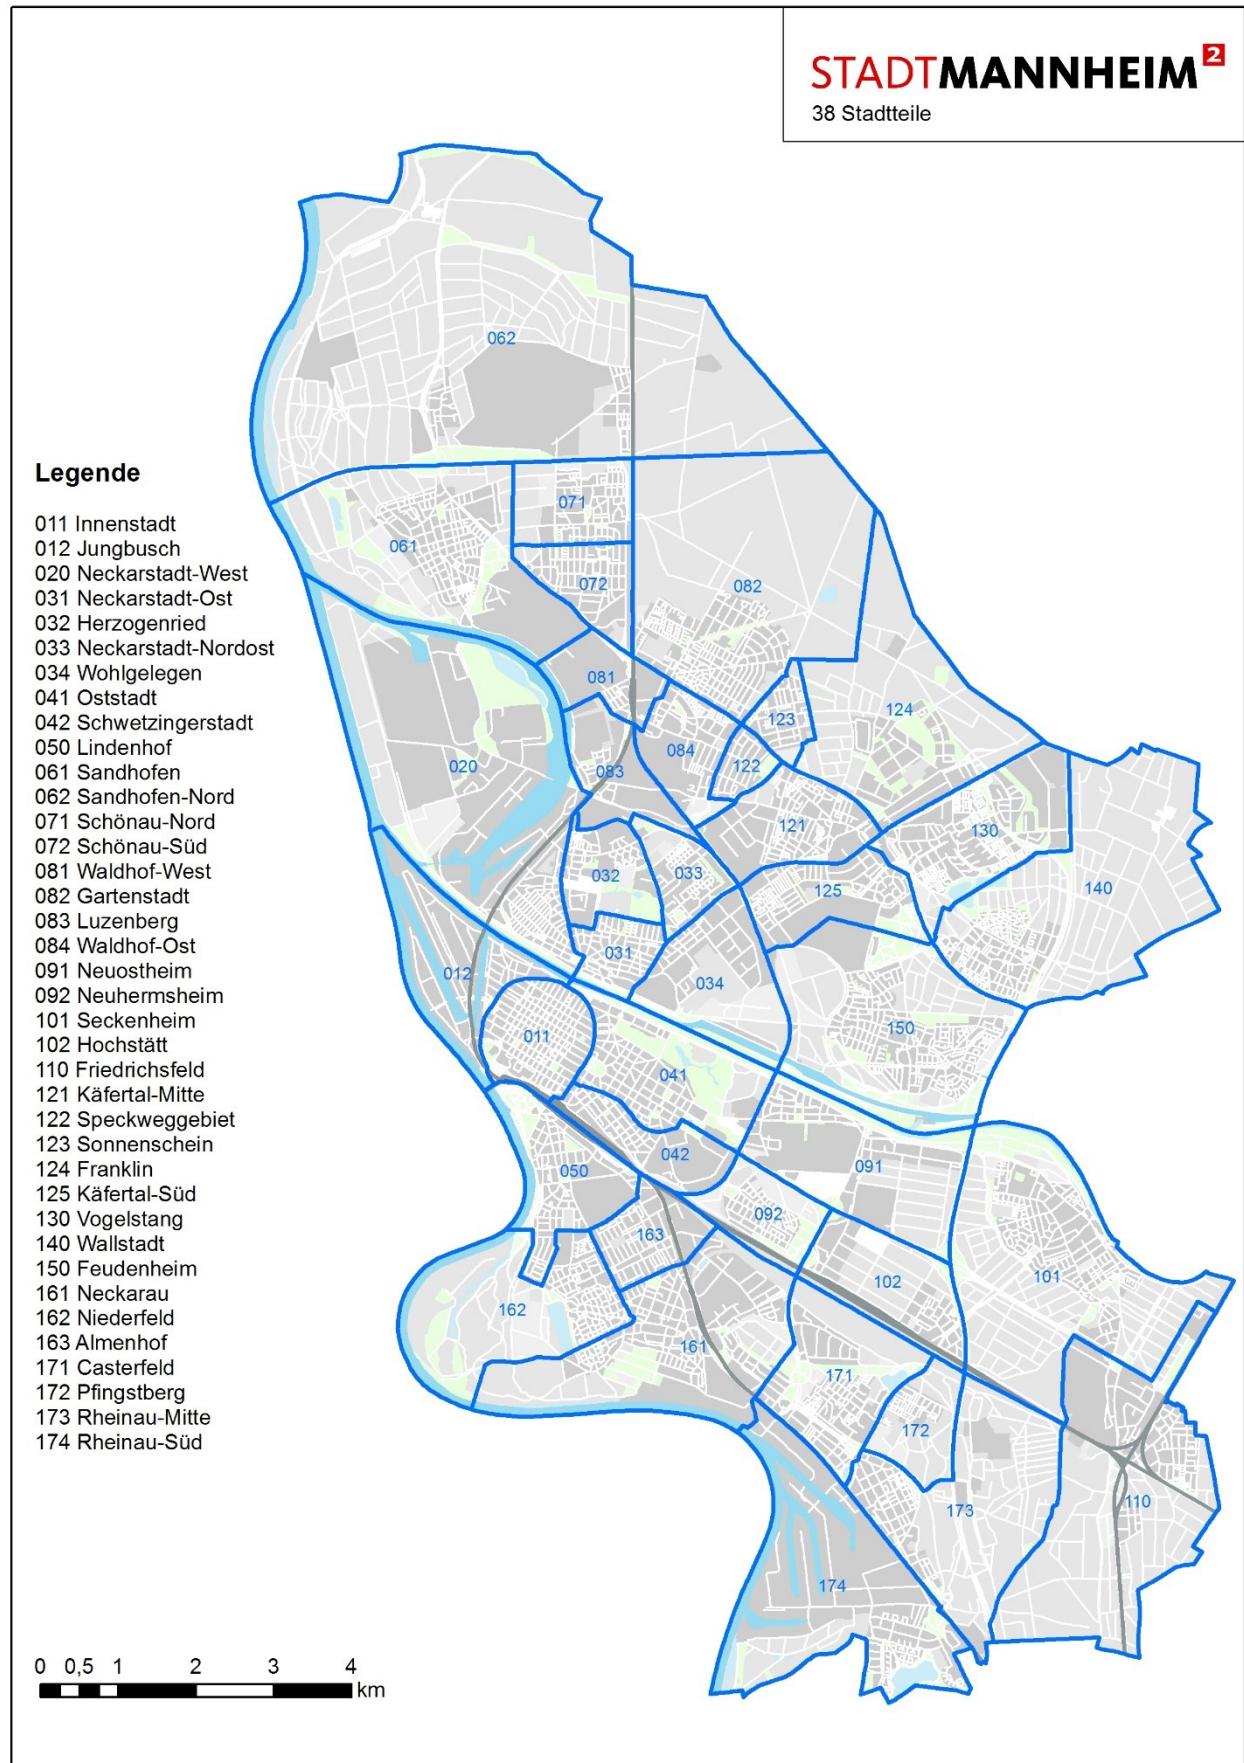 STADTMANNHEIM²
38 Stadtteile
Legende
011 Innenstadt
012 Jungbusch
020 Neckarstadt-West
031 Neckarstadt-Ost
032 Herzogenried
033 Neckarstadt-Nordost
034 Wohlgelegen
041 Oststadt
042 Schwetzingerstadt
050 Lindenhof
061 Sandhofen
062 Sandhofen-Nord
071 Schönau-Nord
072 Schönau-Süd
081 Waldhof-West
082 Gartenstadt
083 Luzenberg
084 Waldhof-Ost
091 Neuostheim
092 Neuhermsheim
101 Seckenheim
102 Hochstätt
110 Friedrichsfeld
121 Käfertal-Mitte
122 Speckweggebiet
123 Sonnenschein
124 Franklin
125 Käfertal-Süd
130 Vogelstang
140 Wallstadt
150 Feudenheim
161 Neckarau
162 Niederfeld
163 Almenhof
171 Casterfeld
172 Pfingstberg
173 Rheinau-Mitte
174 Rheinau-Süd
062
071
061
072
082
081
123
124
084
020
083
122
121
130
032
033
125
140
031
012
034
150
011
041
042
050
091
092
163
102
101
162
161
171
172
110
173
174
0 0,5 1 2 3 4
km